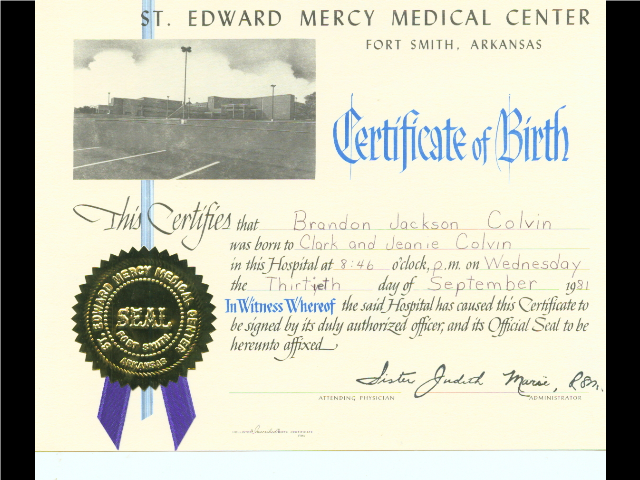 ST. EDWARD MERCY MEDICAL CENTER
FORT SMITH, ARKANSAS
Certificate of Birth
This Certifies that Brandon Jackson Colvin
was born to Clark and Jeanie Colvin
in this Hospital at 8:46 o'clock, p.m. on Wednesday
the Thirtieth day of September 1981
In Witness Whereof the said Hospital has caused this Certificate to
be signed by its duly authorized officer, and its Official Seal to be
hereunto affixed
ST. EDWARD MERCY MEDICAL CENTER
SEAL
FORT SMITH
ARKANSAS
Sister Judith Marie, RSM.
ATTENDING PHYSICIAN ADMINISTRATOR